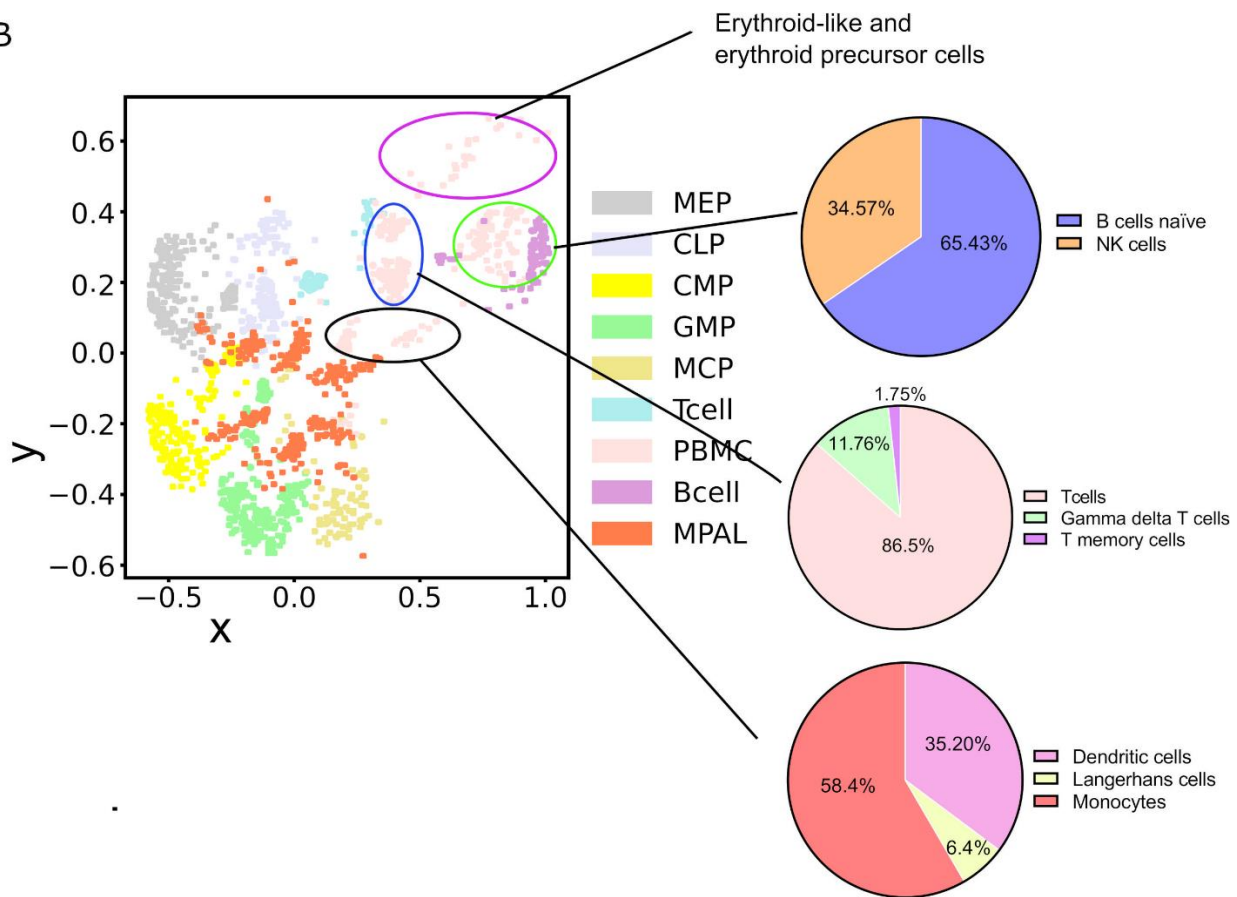 B
Erythroid-like and
erythroid precursor cells
0.6
0.4
0.2
0.0
−0.2
−0.4
−0.6
y
−0.5
0.0
0.5
1.0
x
MEP
CLP
CMP
GMP
MCP
Tcell
PBMC
Bcell
MPAL
34.57%
65.43%
B cells naïve
NK cells
1.75%
11.76%
86.5%
Tcells
Gamma delta T cells
T memory cells
35.20%
58.4%
6.4%
Dendritic cells
Langerhans cells
Monocytes